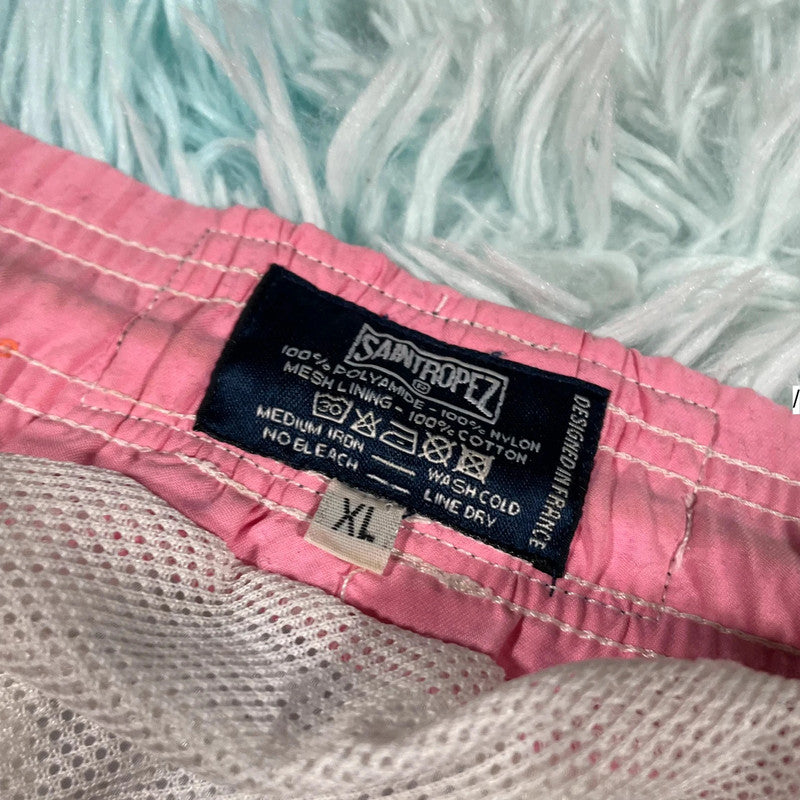 SAINTROPEZ
100% POLYAMIDE - 100% NYLON
MESH LINING - 100% COTTON
30
MEDIUM IRON — WASH COLD
NO BLEACH — LINE DRY
DESIGNED IN FRANCE
XL